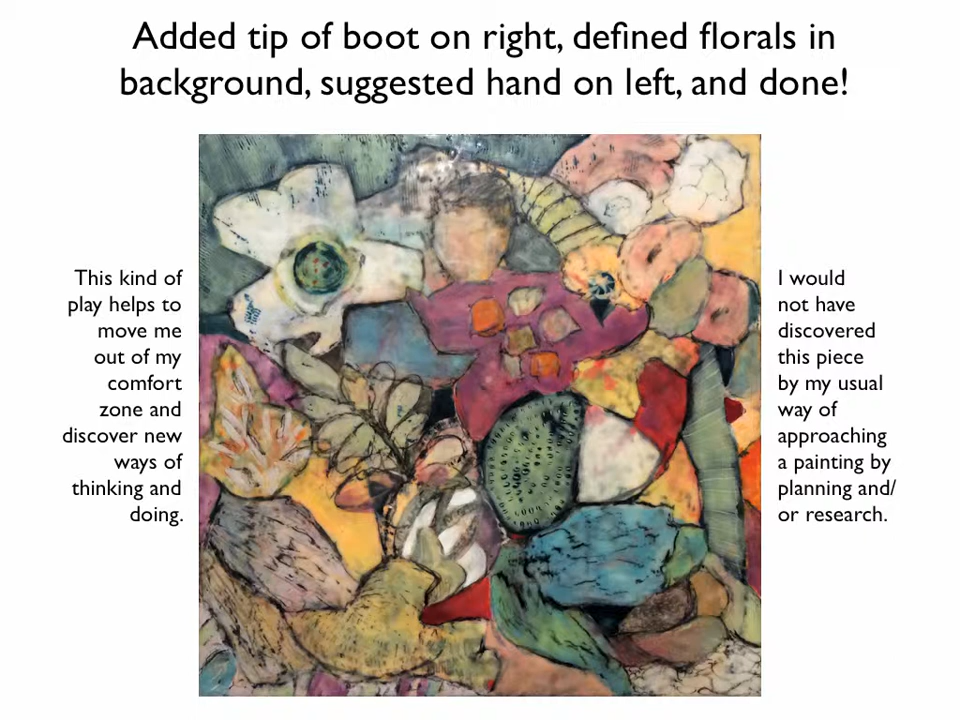 Added tip of boot on right, defined florals in
background, suggested hand on left, and done!
This kind of
play helps to
move me
out of my
comfort
zone and
discover new
ways of
thinking and
doing.
I would
not have
discovered
this piece
by my usual
way of
approaching
a painting by
planning and/
or research.